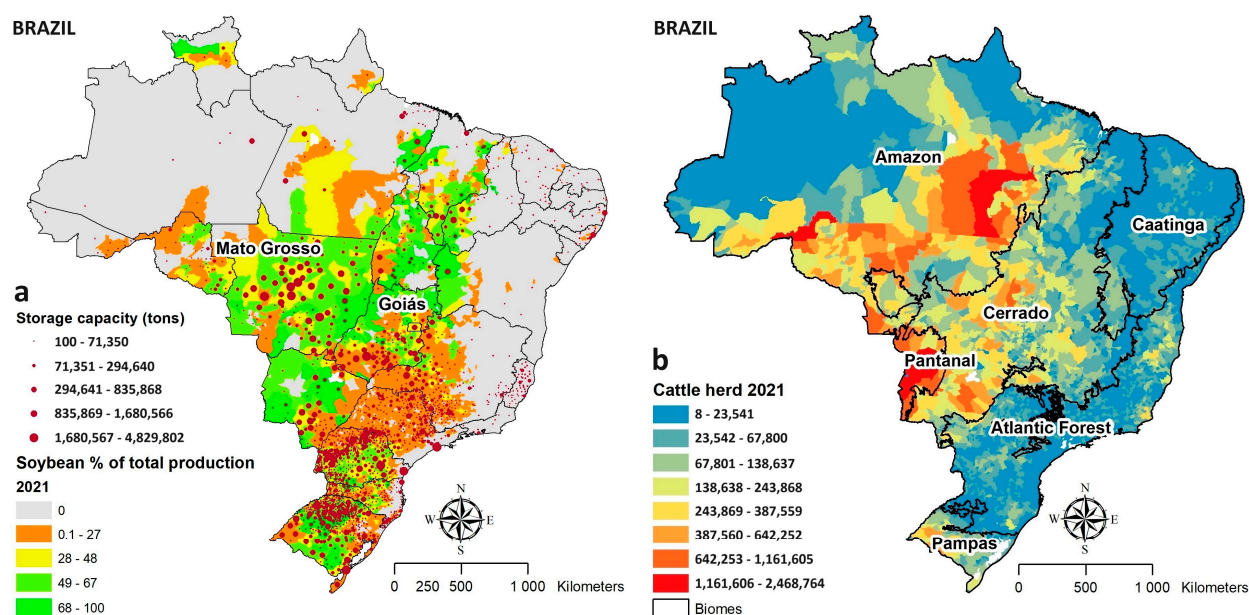 BRAZIL
Mato Grosso
Goiás
a
Storage capacity (tons)
100 - 71,350
71,351 - 294,640
294,641 - 835,868
835,869 - 1,680,566
1,680,567 - 4,829,802
Soybean % of total production
2021
0
0.1 - 27
28 - 48
49 - 67
68 - 100
N
W E
S
0 250 500 1 000
Kilometers
BRAZIL
Amazon
Caatinga
Cerrado
Pantanal
Atlantic Forest
Pampas
b
Cattle herd 2021
8 - 23,541
23,542 - 67,800
67,801 - 138,637
138,638 - 243,868
243,869 - 387,559
387,560 - 642,252
642,253 - 1,161,605
1,161,606 - 2,468,764
Biomes
N
W E
S
0 500 1 000
Kilometers